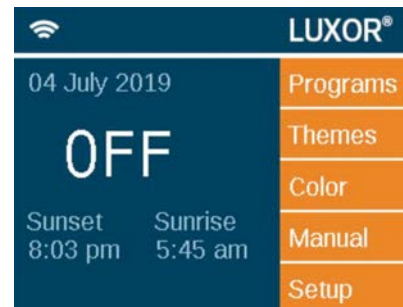 LUXOR®
04 July 2019
OFF
Sunset Sunrise
8:03 pm 5:45 am
Programs
Themes
Color
Manual
Setup